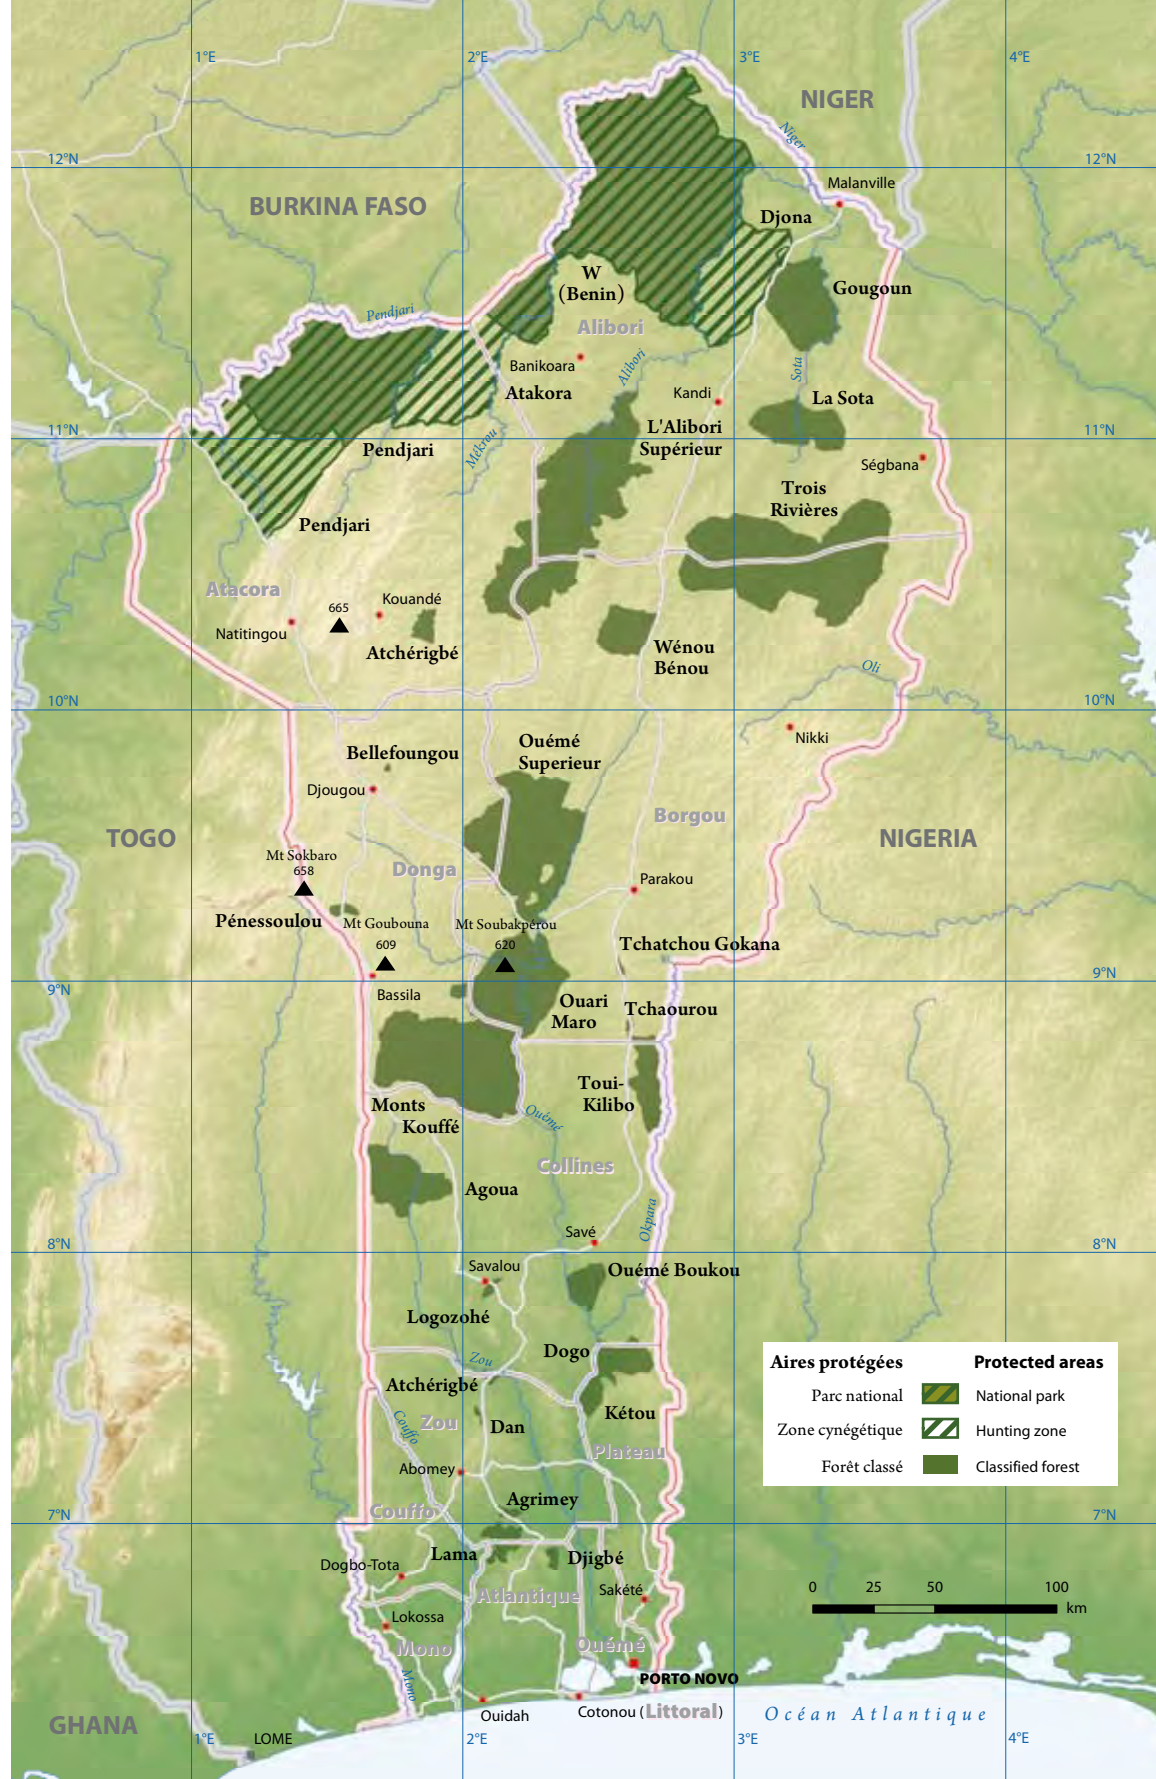 1°E
2°E
3°E
4°E
NIGER
Niger
12°N
12°N
Malanville
BURKINA FASO
Djona
W
(Benin)
Gougoun
Pendjari
Alibori
Banikoara
Alibori
Sota
Atakora
Kandi
La Sota
11°N
11°N
L'Alibori
Supérieur
Pendjari
Mékrou
Ségbana
Trois
Rivières
Pendjari
Atacora
665
Kouandé
Natitingou
Atchérigbé
Wénou
Bénou
Oli
10°N
10°N
Nikki
Bellefoungou
Ouémé
Superieur
Djougou
Borgou
TOGO
NIGERIA
Mt Sokbaro
658
Donga
Parakou
Pénessoulou
Mt Goubouna
609
Mt Soubakpérou
620
Tchatchou Gokana
9°N
9°N
Bassila
Ouari
Maro
Tchaourou
Toui-
Kilibo
Monts
Kouffé
Ouémé
Collines
Agoua
Okpara
Savé
8°N
8°N
Savalou
Ouémé Boukou
Logozohé
Dogo
Zou
Atchérigbé
Couffo
Zou
Dan
Kétou
Plateau
Abomey
Agrimey
Couffo
7°N
7°N
Lama
Djigbé
Dogbo-Tota
Atlantique
Sakété
Lokossa
Mono
Ouémé
Mono
PORTO NOVO
Ouidah
Cotonou (Littoral)
Océan Atlantique
GHANA
LOME
1°E
2°E
3°E
4°E
Aires protégées Protected areas
Parc national National park
Zone cynégétique Hunting zone
Forêt classé Classified forest
0 25 50 100
km